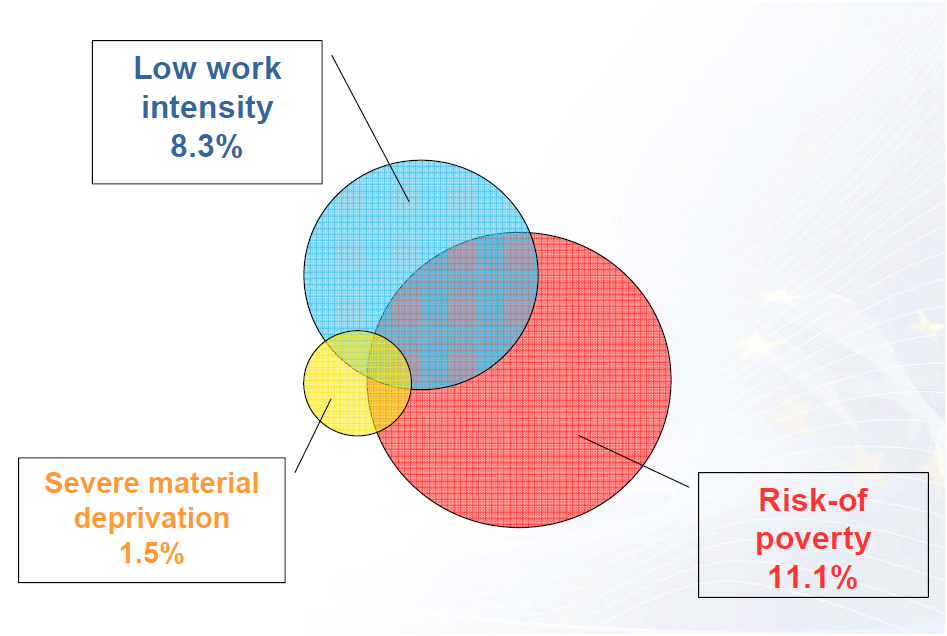 Low work
intensity
8.3%
Severe material
deprivation
1.5%
Risk-of
poverty
11.1%